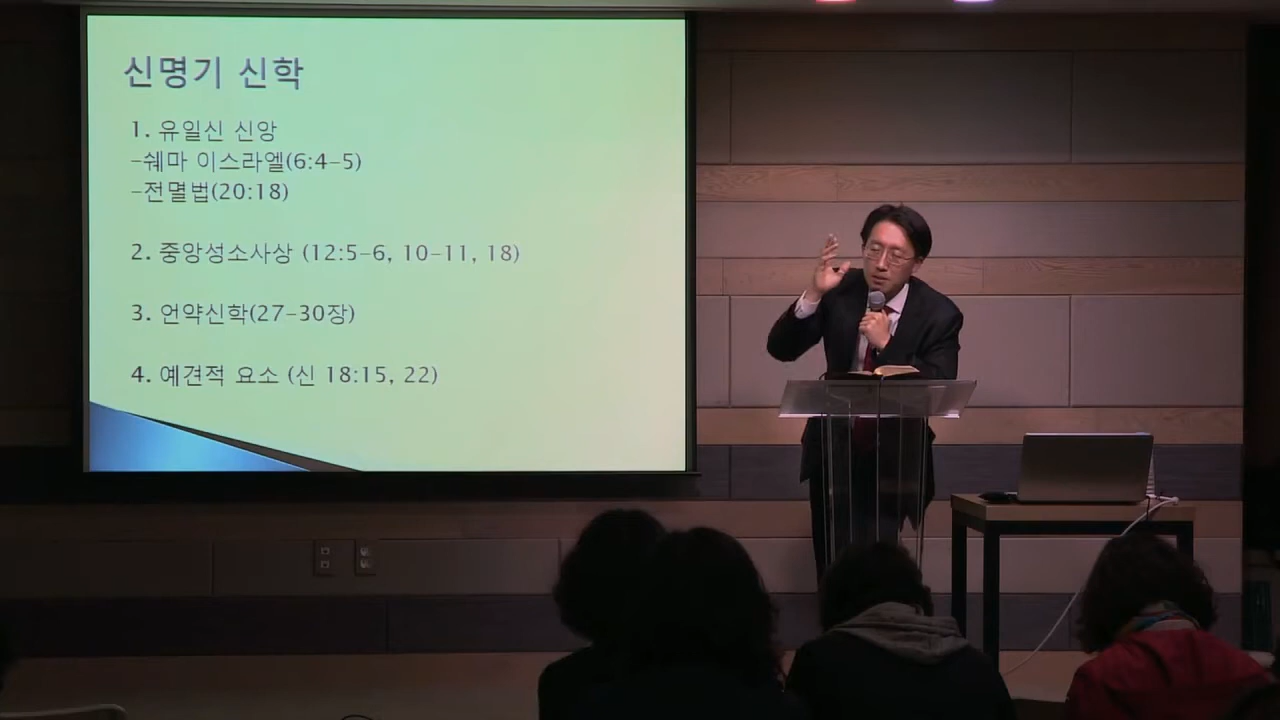 신명기 신학
1. 유일신 신앙
-쉐마 이스라엘(6:4-5)
-전멸법(20:18)
2. 중앙성소사상 (12:5-6, 10-11, 18)
3. 언약신학(27-30장)
4. 예견적 요소 (신 18:15, 22)